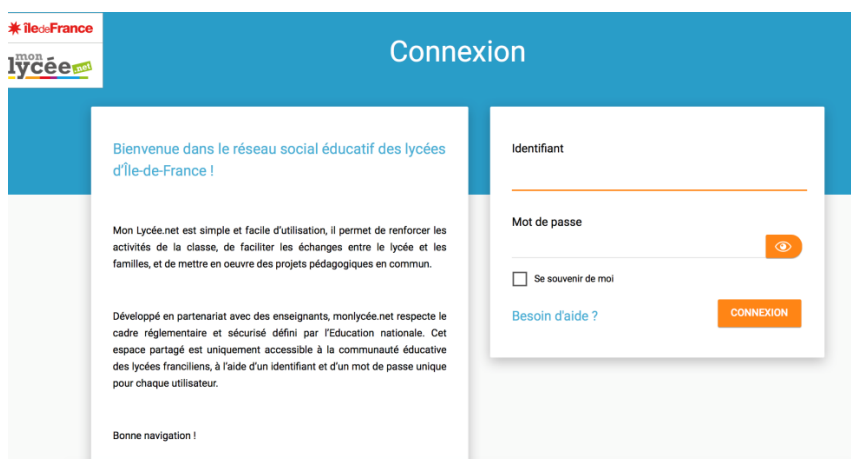 îledeFrance
mon
lycée.net
Connexion
Bienvenue dans le réseau social éducatif des lycées
d'Île-de-France !
Mon Lycée.net est simple et facile d'utilisation, il permet de renforcer les
activités de la classe, de faciliter les échanges entre le lycée et les
familles, et de mettre en oeuvre des projets pédagogiques en commun.
Développé en partenariat avec des enseignants, monlycée.net respecte le
cadre réglementaire et sécurisé défini par l'Education nationale. Cet
espace partagé est uniquement accessible à la communauté éducative
des lycées franciliens, à l'aide d'un identifiant et d'un mot de passe unique
pour chaque utilisateur.
Bonne navigation !
Identifiant
Mot de passe
Se souvenir de moi
Besoin d'aide ?
CONNEXION